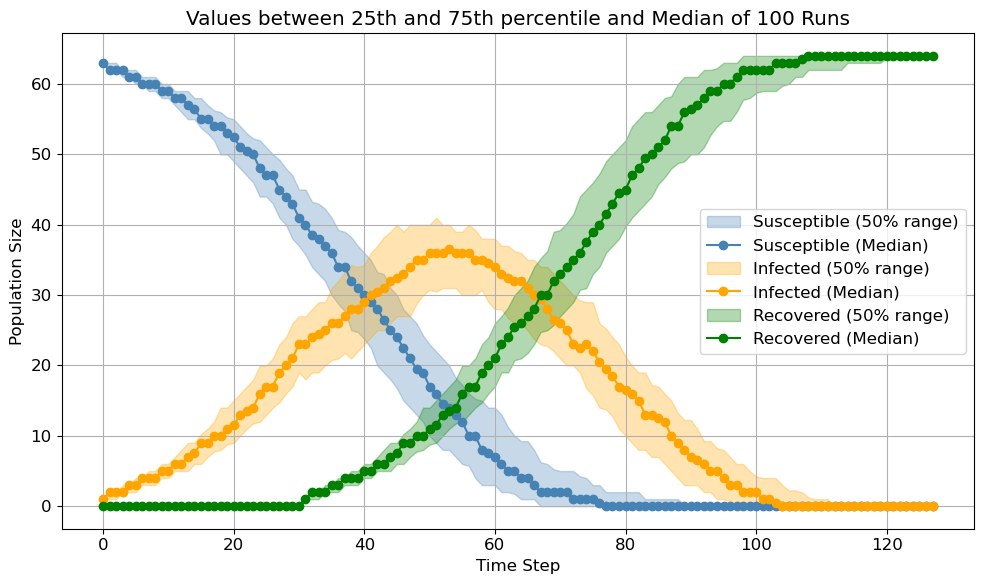 Values between 25th and 75th percentile and Median of 100 Runs
Population Size
60
50
40
30
20
10
0
Susceptible (50% range)
Susceptible (Median)
Infected (50% range)
Infected (Median)
Recovered (50% range)
Recovered (Median)
0 20 40 60 80 100 120
Time Step